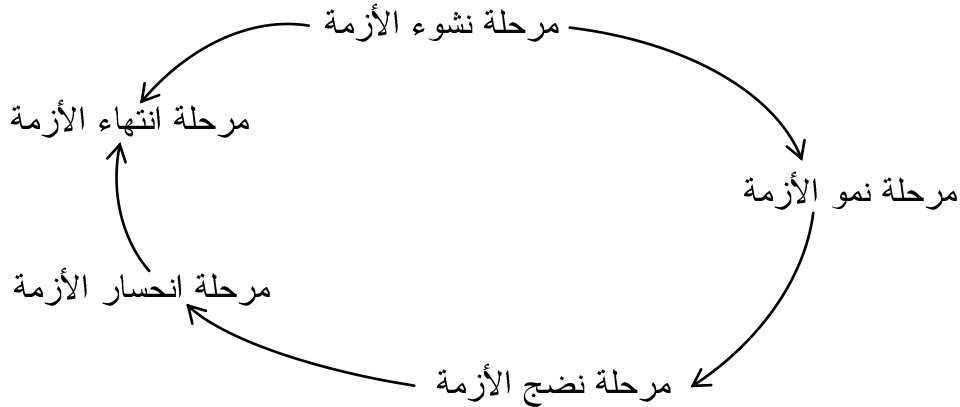 مرحلة نشوء الأزمة
مرحلة انتهاء الأزمة
مرحلة نمو الأزمة
مرحلة انحسار الأزمة
مرحلة نضج الأزمة